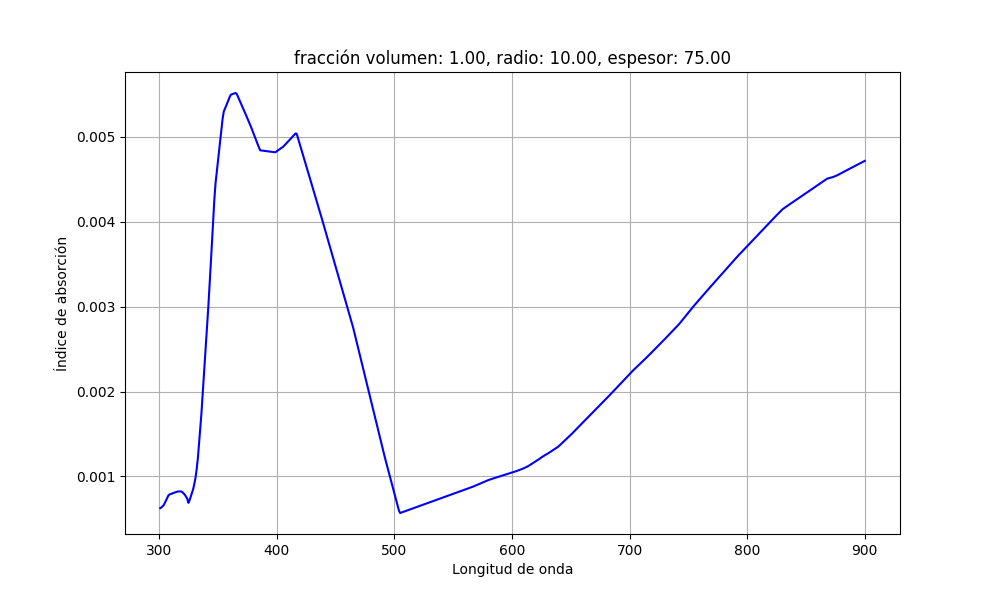 fracción volumen: 1.00, radio: 10.00, espesor: 75.00
Índice de absorción
0.005
0.004
0.003
0.002
0.001
300 400 500 600 700 800 900
Longitud de onda